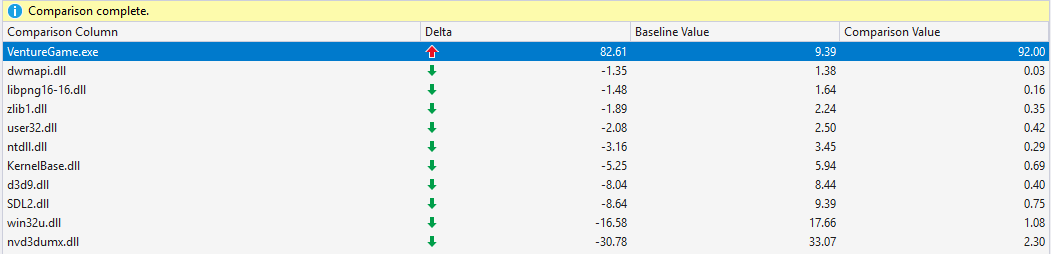 Comparison complete.
Comparison Column Delta Baseline Value Comparison Value
VentureGame.exe 82.61 9.39 92.00
dwmapi.dll -1.35 1.38 0.03
libpng16-16.dll -1.48 1.64 0.16
zlib1.dll -1.89 2.24 0.35
user32.dll -2.08 2.50 0.42
ntdll.dll -3.16 3.45 0.29
KernelBase.dll -5.25 5.94 0.69
d3d9.dll -8.04 8.44 0.40
SDL2.dll -8.64 9.39 0.75
win32u.dll -16.58 17.66 1.08
nvd3dumx.dll -30.78 33.07 2.30